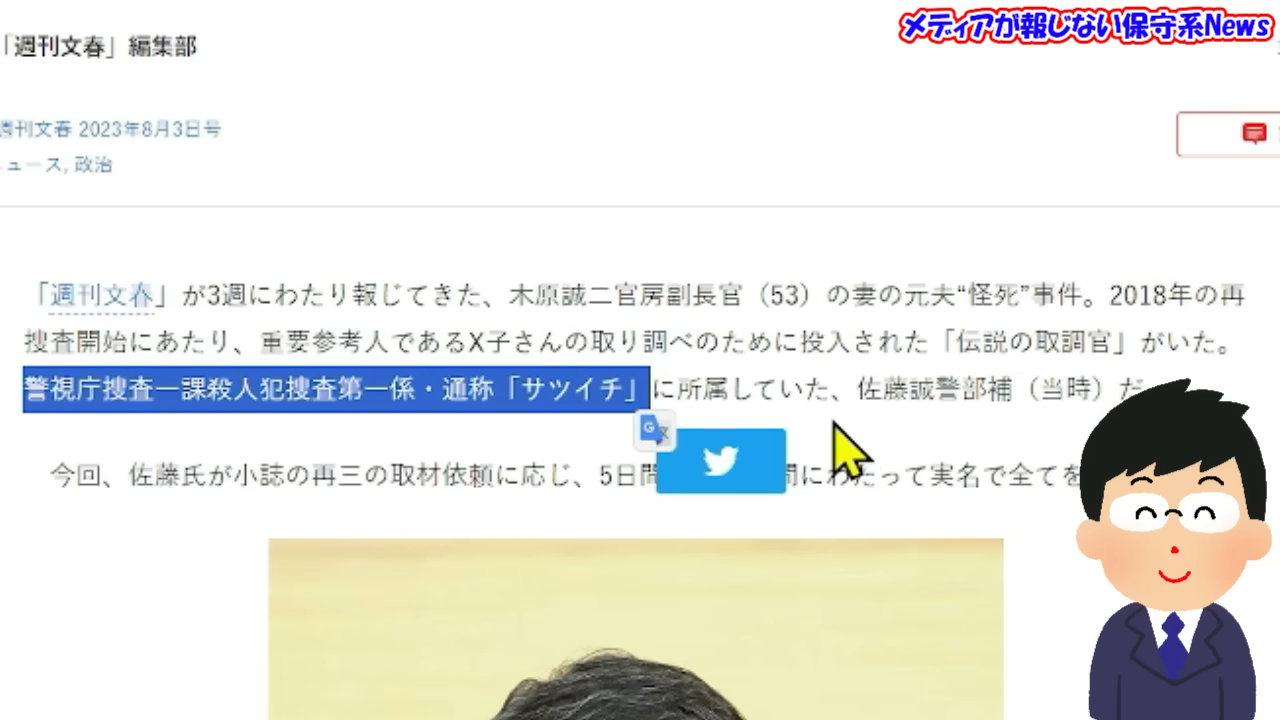 メディアが報じない保守系News
「週刊文春」編集部
週刊文春 2023年8月3日号
ュース, 政治
「週刊文春」が3週にわたり報じてきた、木原誠二官房副長官（53）の妻の元夫“怪死”事件。2018年の再
捜査開始にあたり、重要参考人であるX子さんの取り調べのために投入された「伝説の取調官」がいた。
警視庁捜査一課殺人犯捜査第一係・通称「サツイチ」に所属していた、佐藤誠警部補（当時）だ
今回、佐藤氏が小誌の再三の取材依頼に応じ、5日間 間にわたって実名で全てを